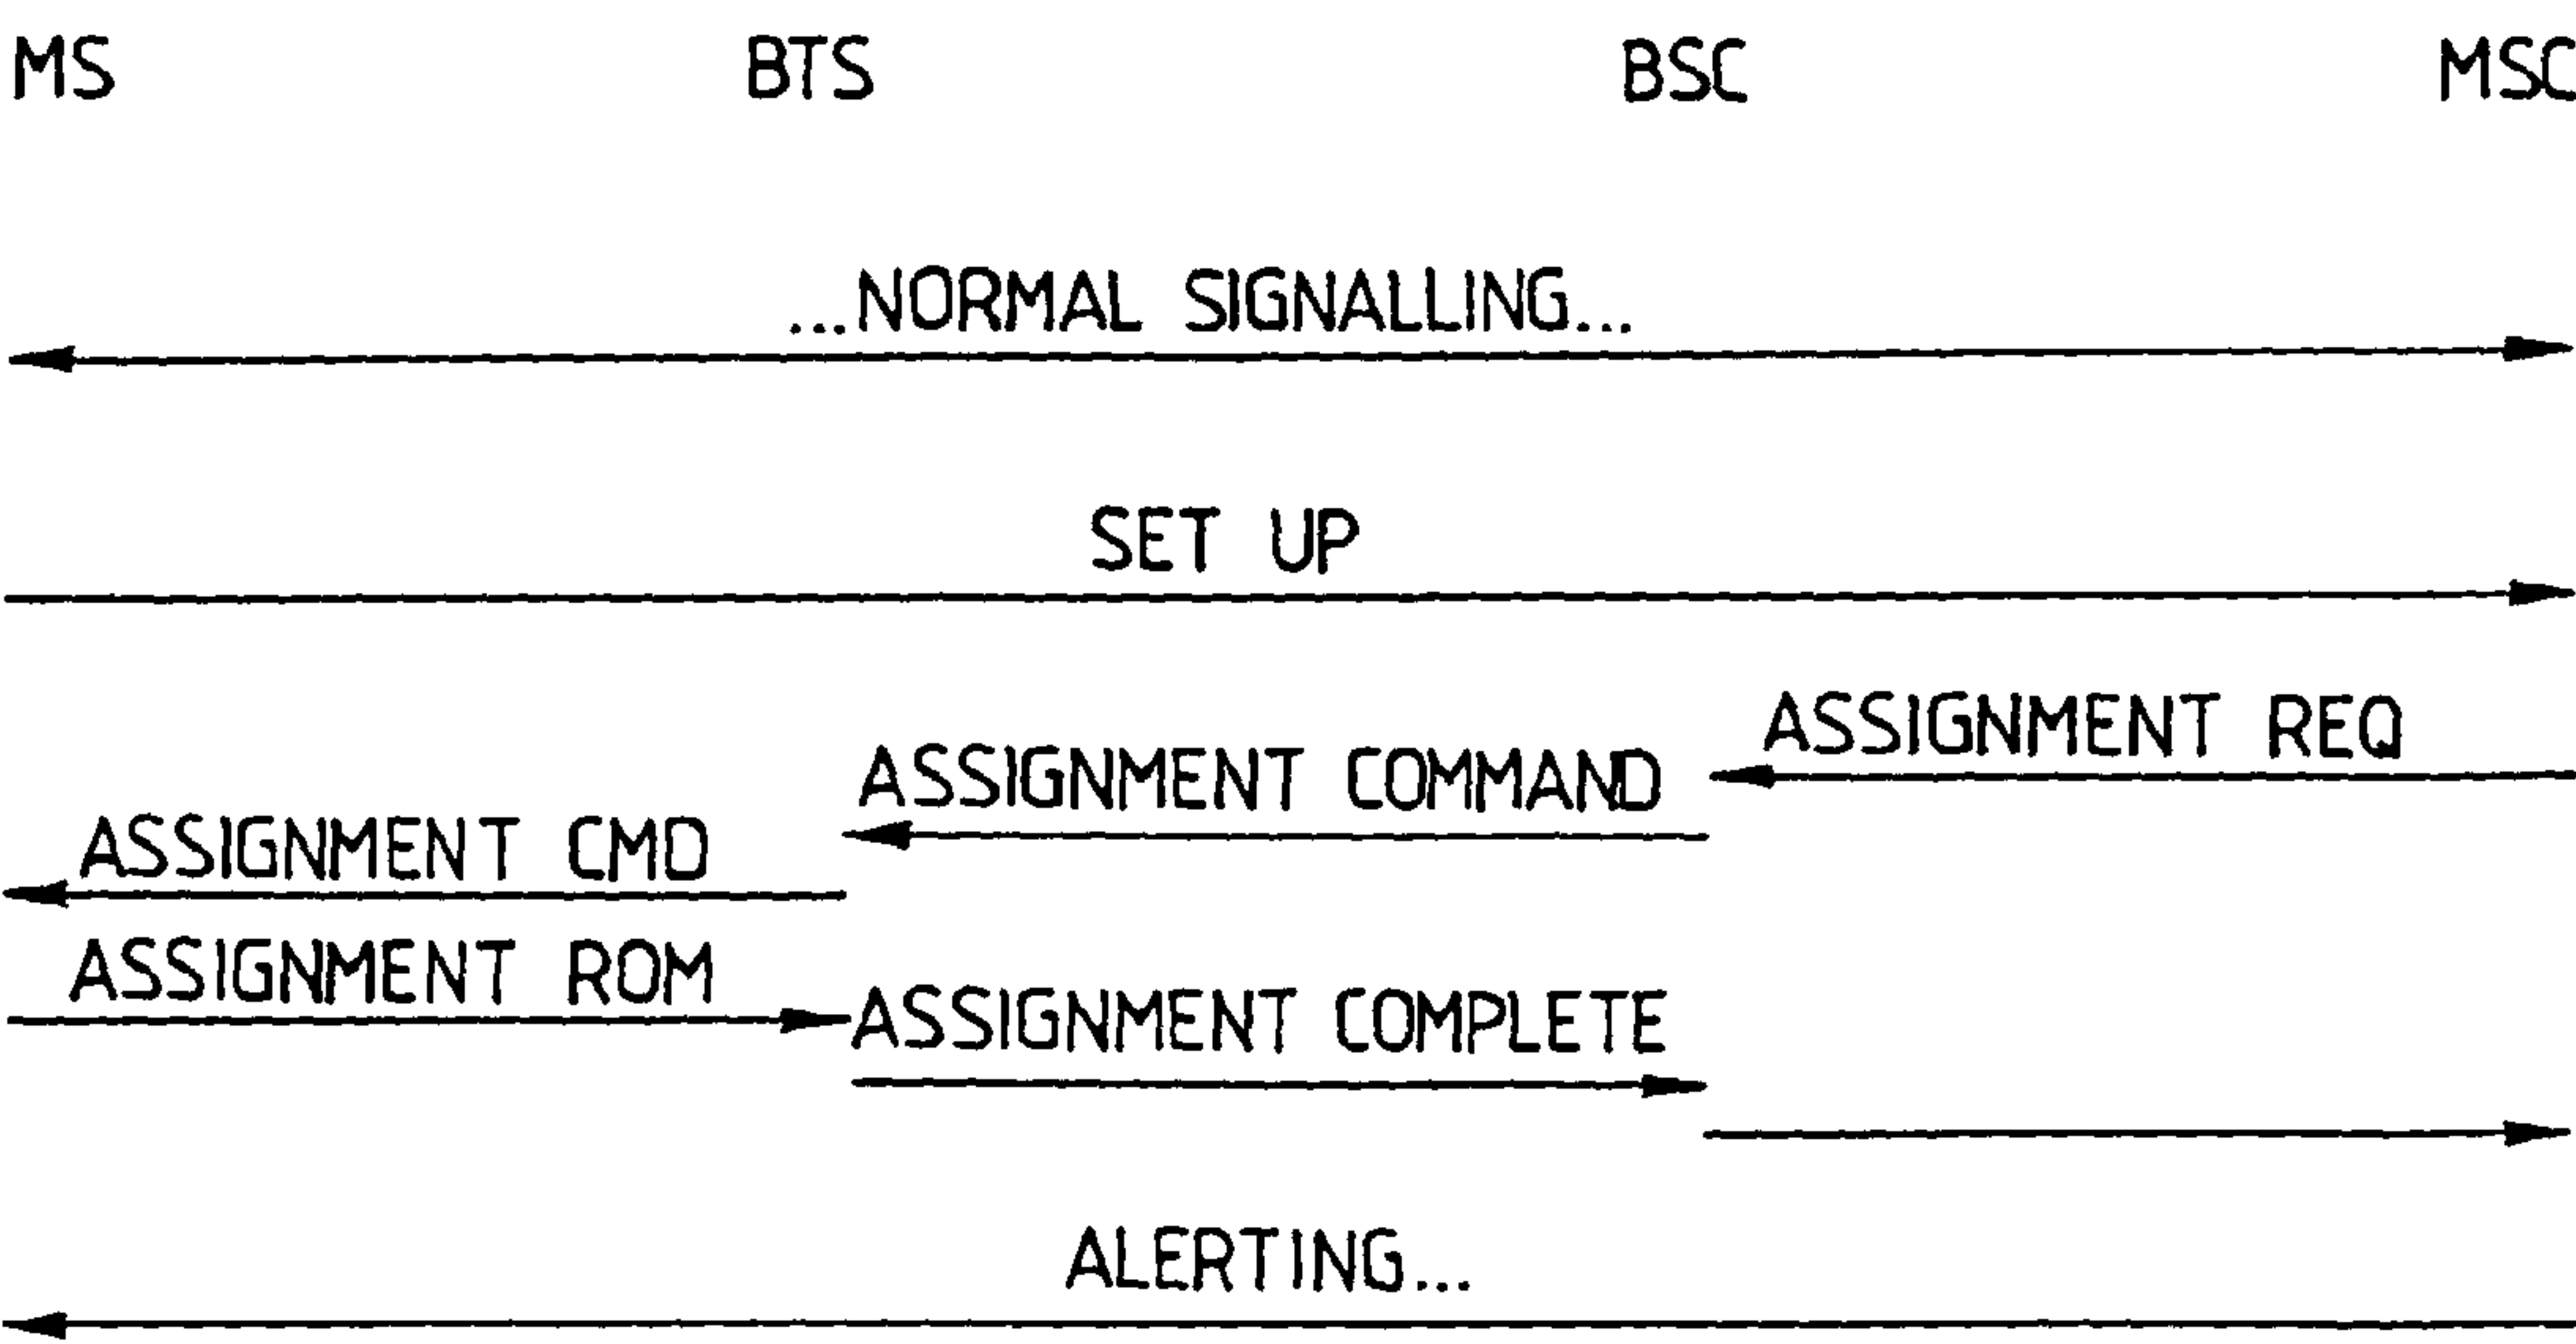 MS BTS BSC MSC
...NORMAL SIGNALLING...
SET UP
ASSIGNMENT REQ
ASSIGNMENT COMMAND
ASSIGNMENT CMD
ASSIGNMENT ROM
ASSIGNMENT COMPLETE
ALERTING...